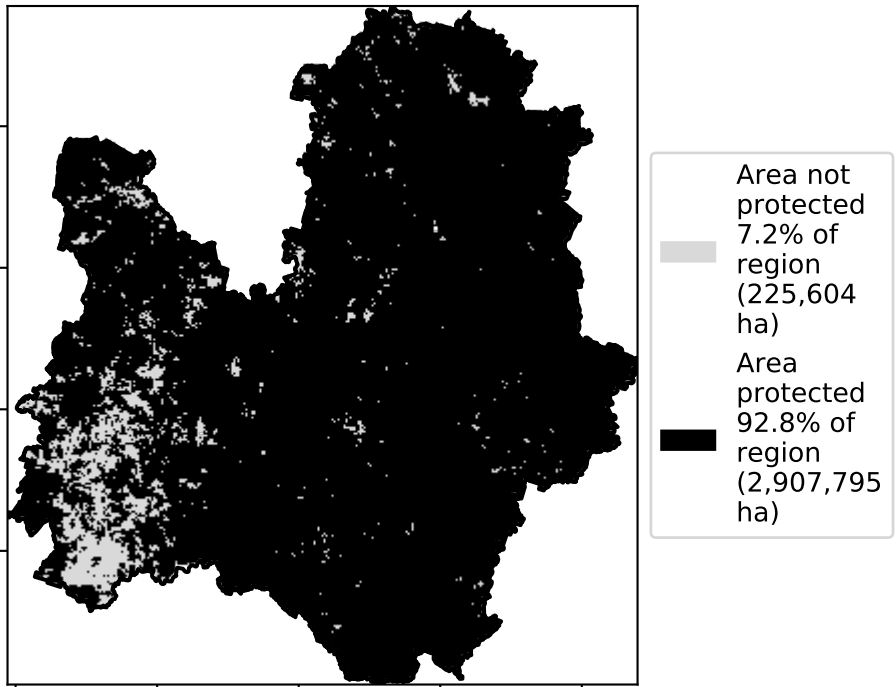 Area not
protected
7.2% of
region
(225,604
ha)
Area
protected
92.8% of
region
(2,907,795
ha)